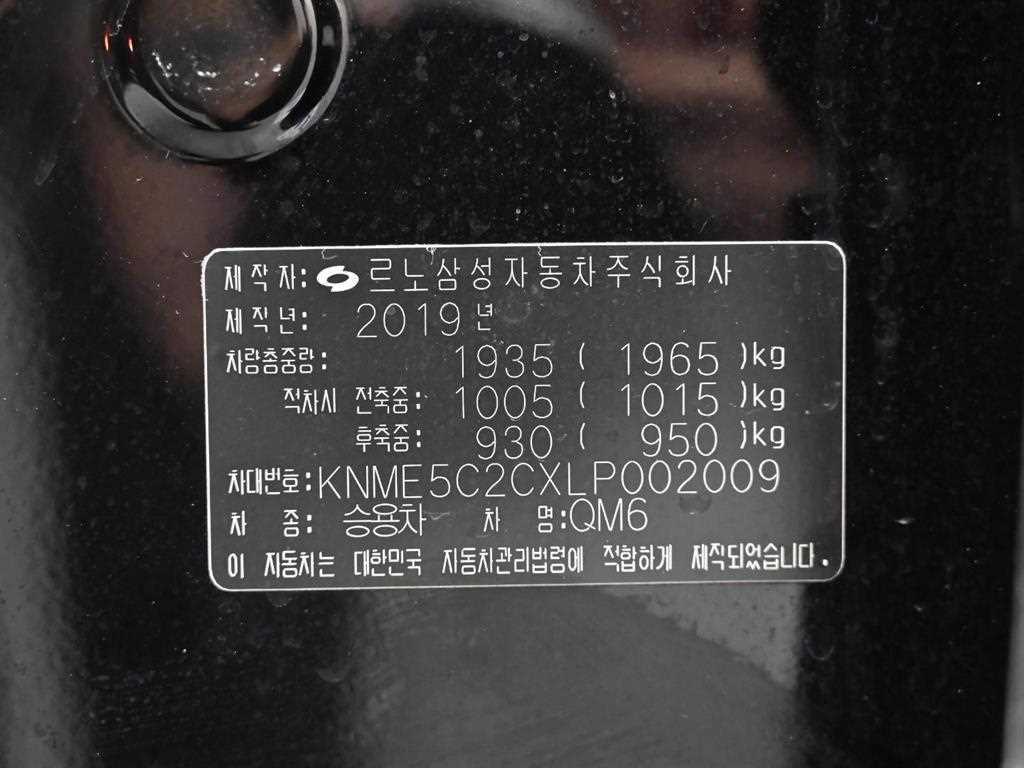 제 작 자: 르노삼성자동차주식회사
제 작 년: 2019 년
차량총중량: 1935 ( 1965 )kg
적차시 전축중: 1005 ( 1015 )kg
후축중: 930 ( 950 )kg
차대번호:KNME5C2CXLP002009
차 종: 승용차 차 명:QM6
이 자동차는 대한민국 자동차관리법령에 적합하게 제작되었습니다.